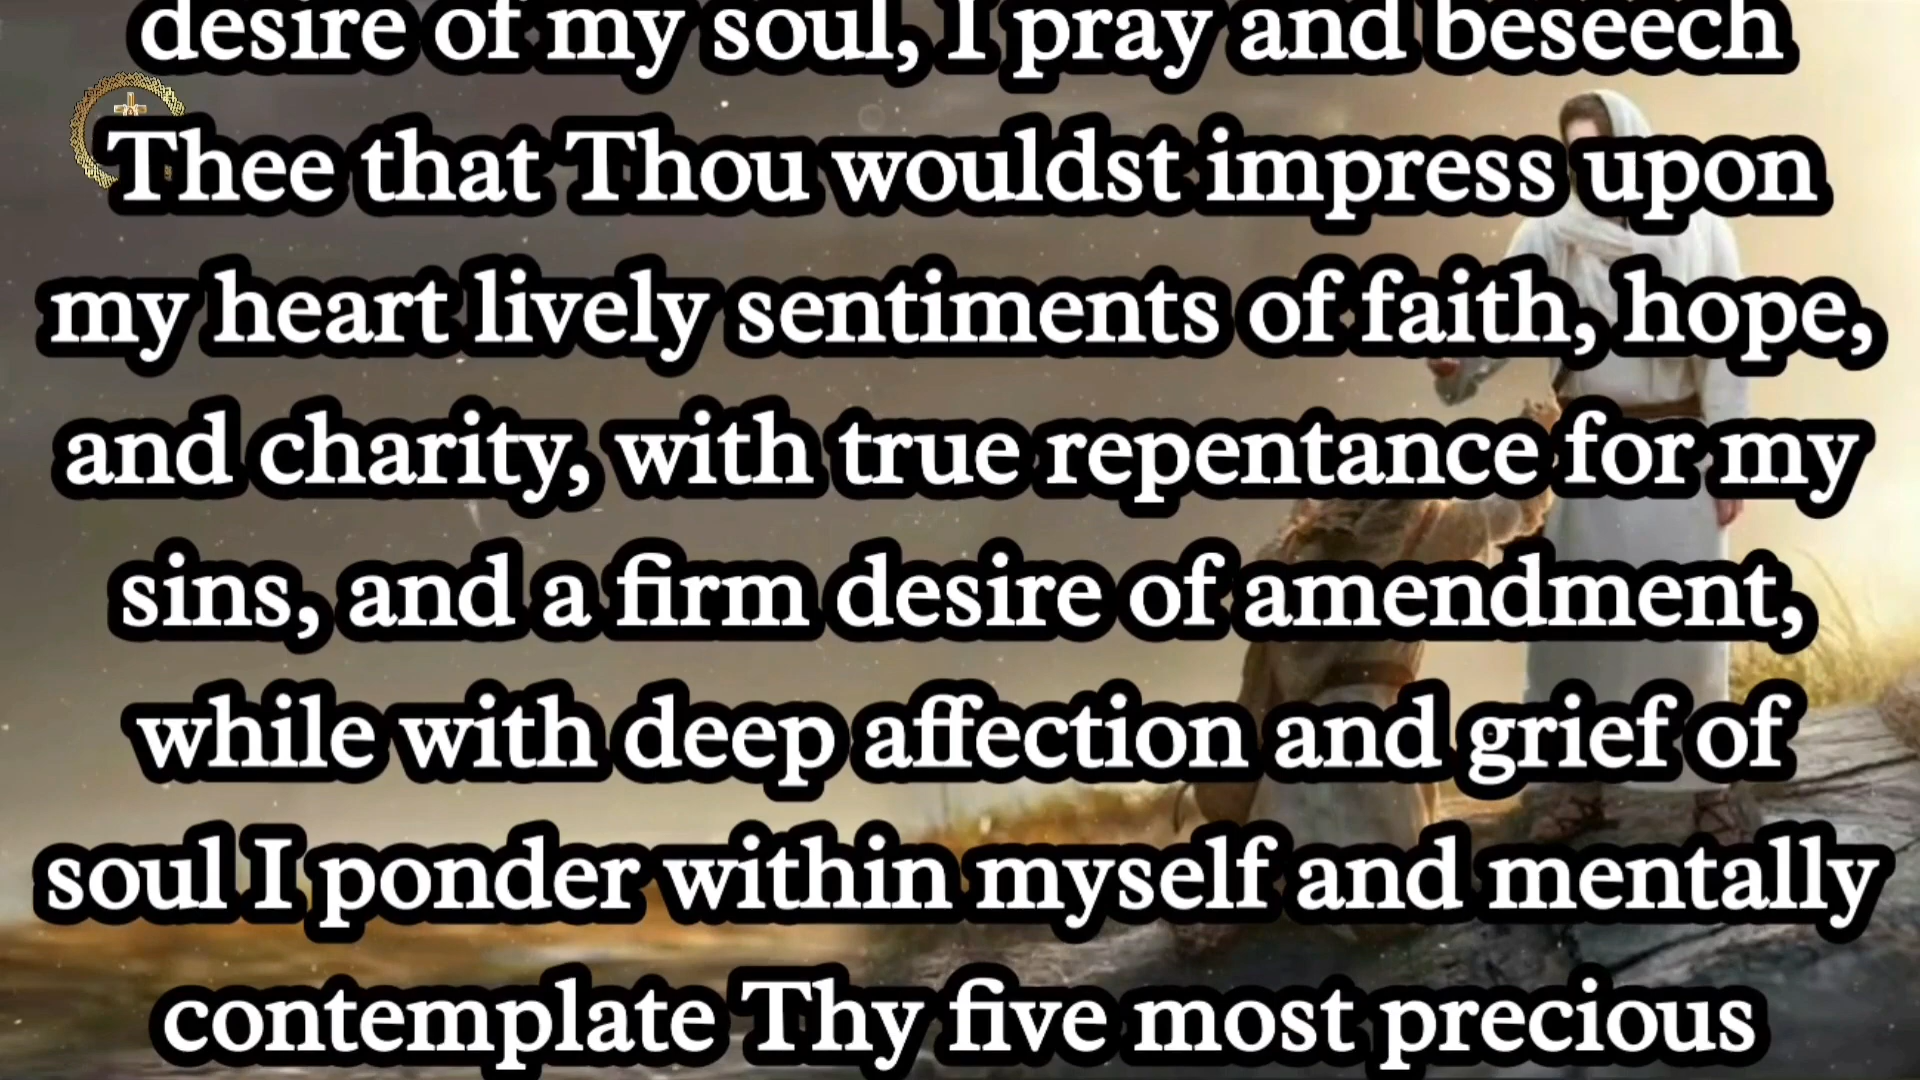 desire of my soul, I pray and beseech
Thee that Thou wouldst impress upon
my heart lively sentiments of faith, hope,
and charity, with true repentance for my
sins, and a firm desire of amendment,
while with deep affection and grief of
soul I ponder within myself and mentally
contemplate Thy five most precious